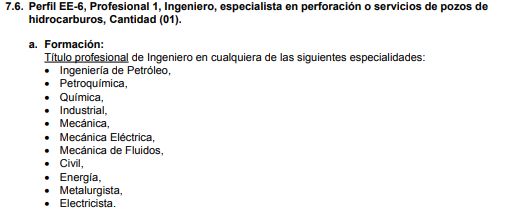 7.6. Perfil EE-6, Profesional 1, Ingeniero, especialista en perforación o servicios de pozos de
hidrocarburos, Cantidad (01).
a. Formación:
Título profesional de Ingeniero en cualquiera de las siguientes especialidades:
• Ingeniería de Petróleo,
• Petroquímica,
• Química,
• Industrial,
• Mecánica,
• Mecánica Eléctrica,
• Mecánica de Fluidos,
• Civil,
• Energía,
• Metalurgista,
• Electricista.